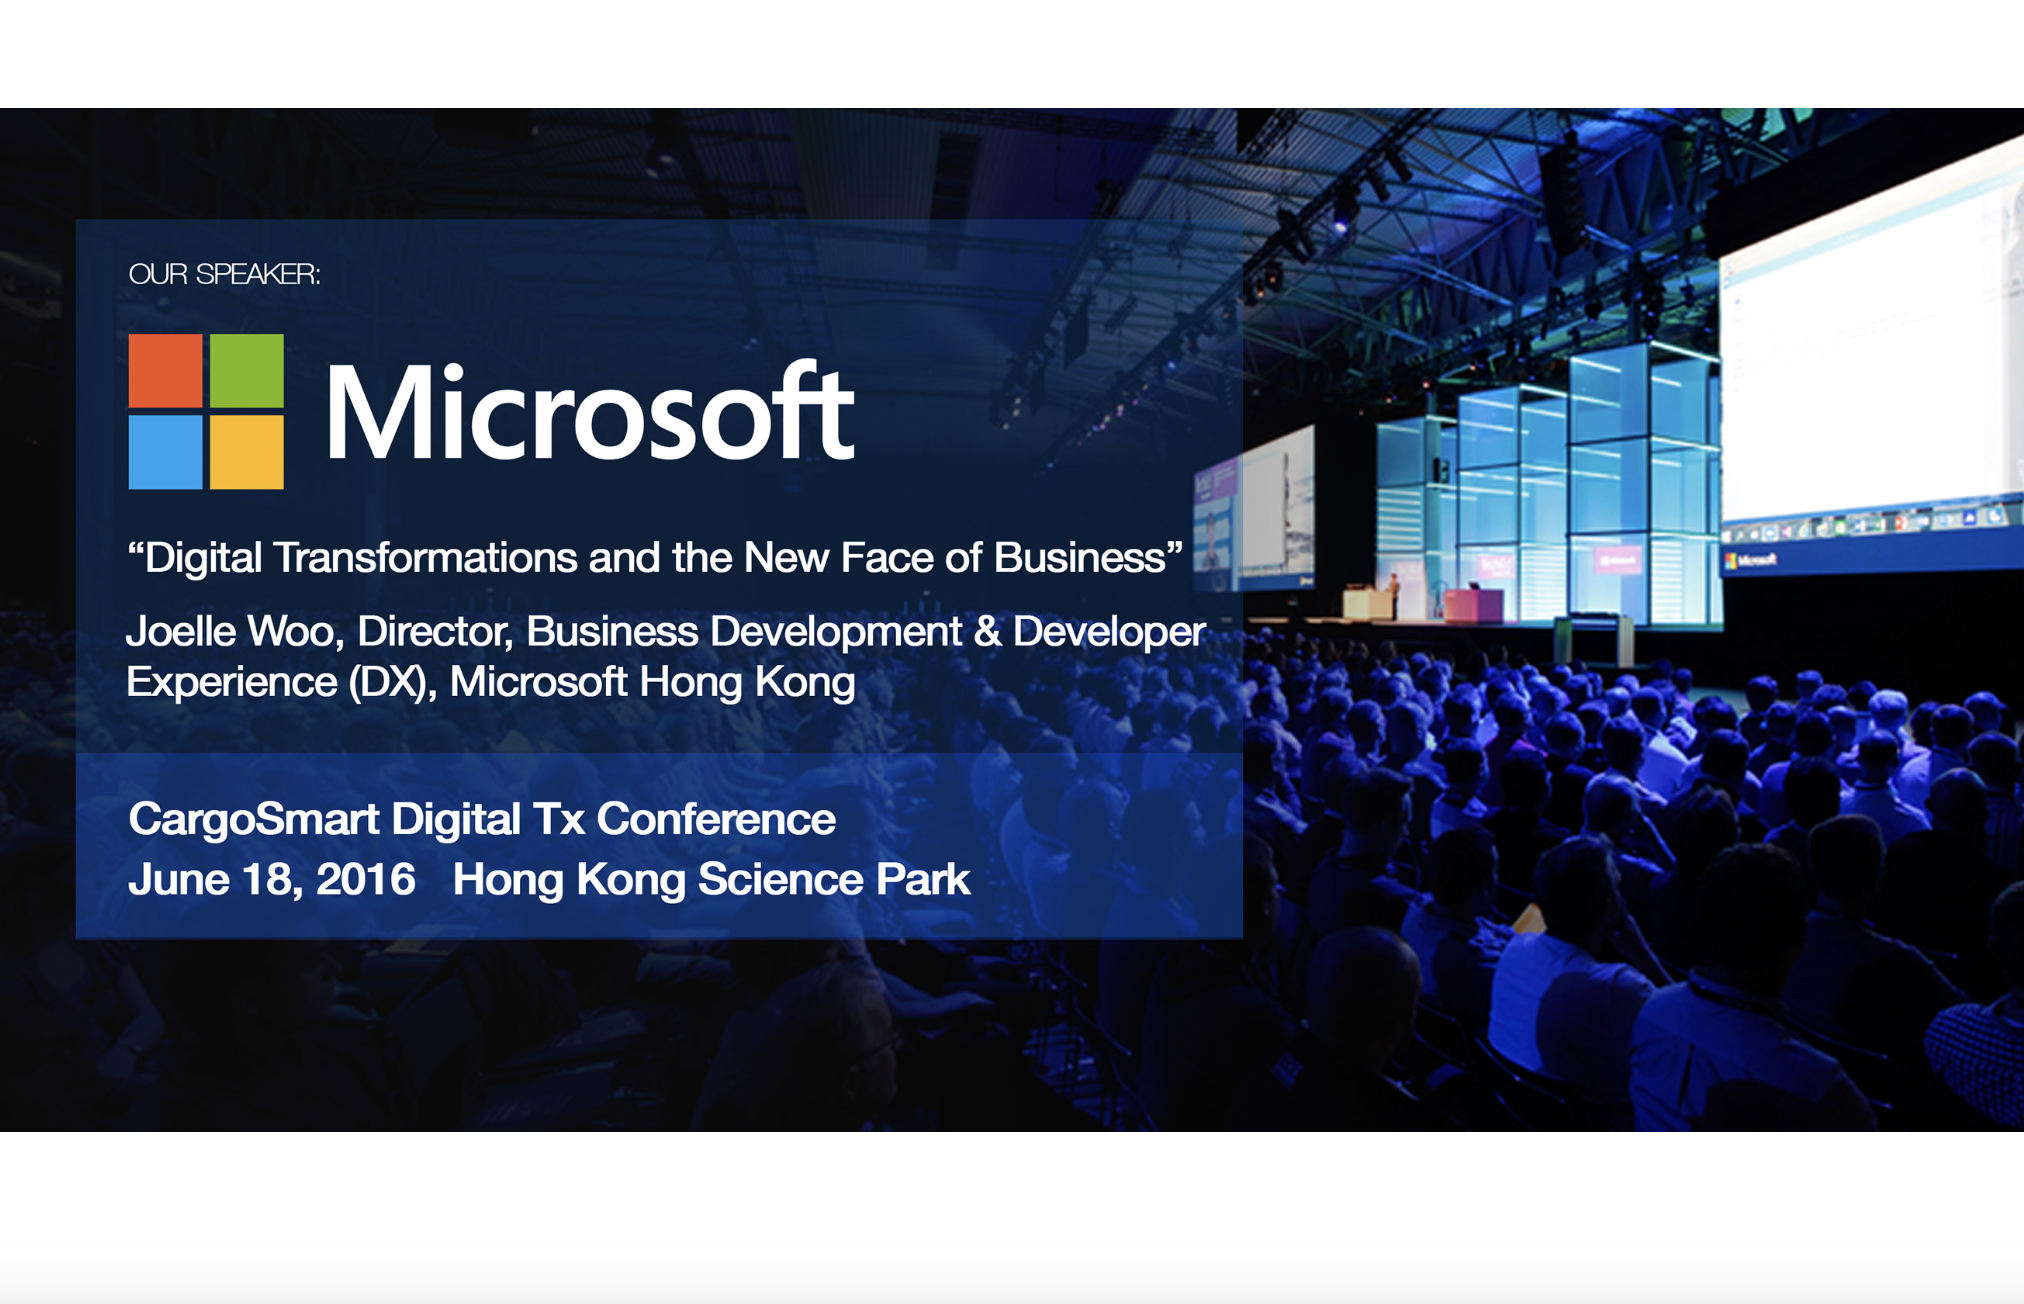 OUR SPEAKER:
Microsoft
“Digital Transformations and the New Face of Business”
Joelle Woo, Director, Business Development & Developer
Experience (DX), Microsoft Hong Kong
CargoSmart Digital Tx Conference
June 18, 2016 Hong Kong Science Park
Microsoft